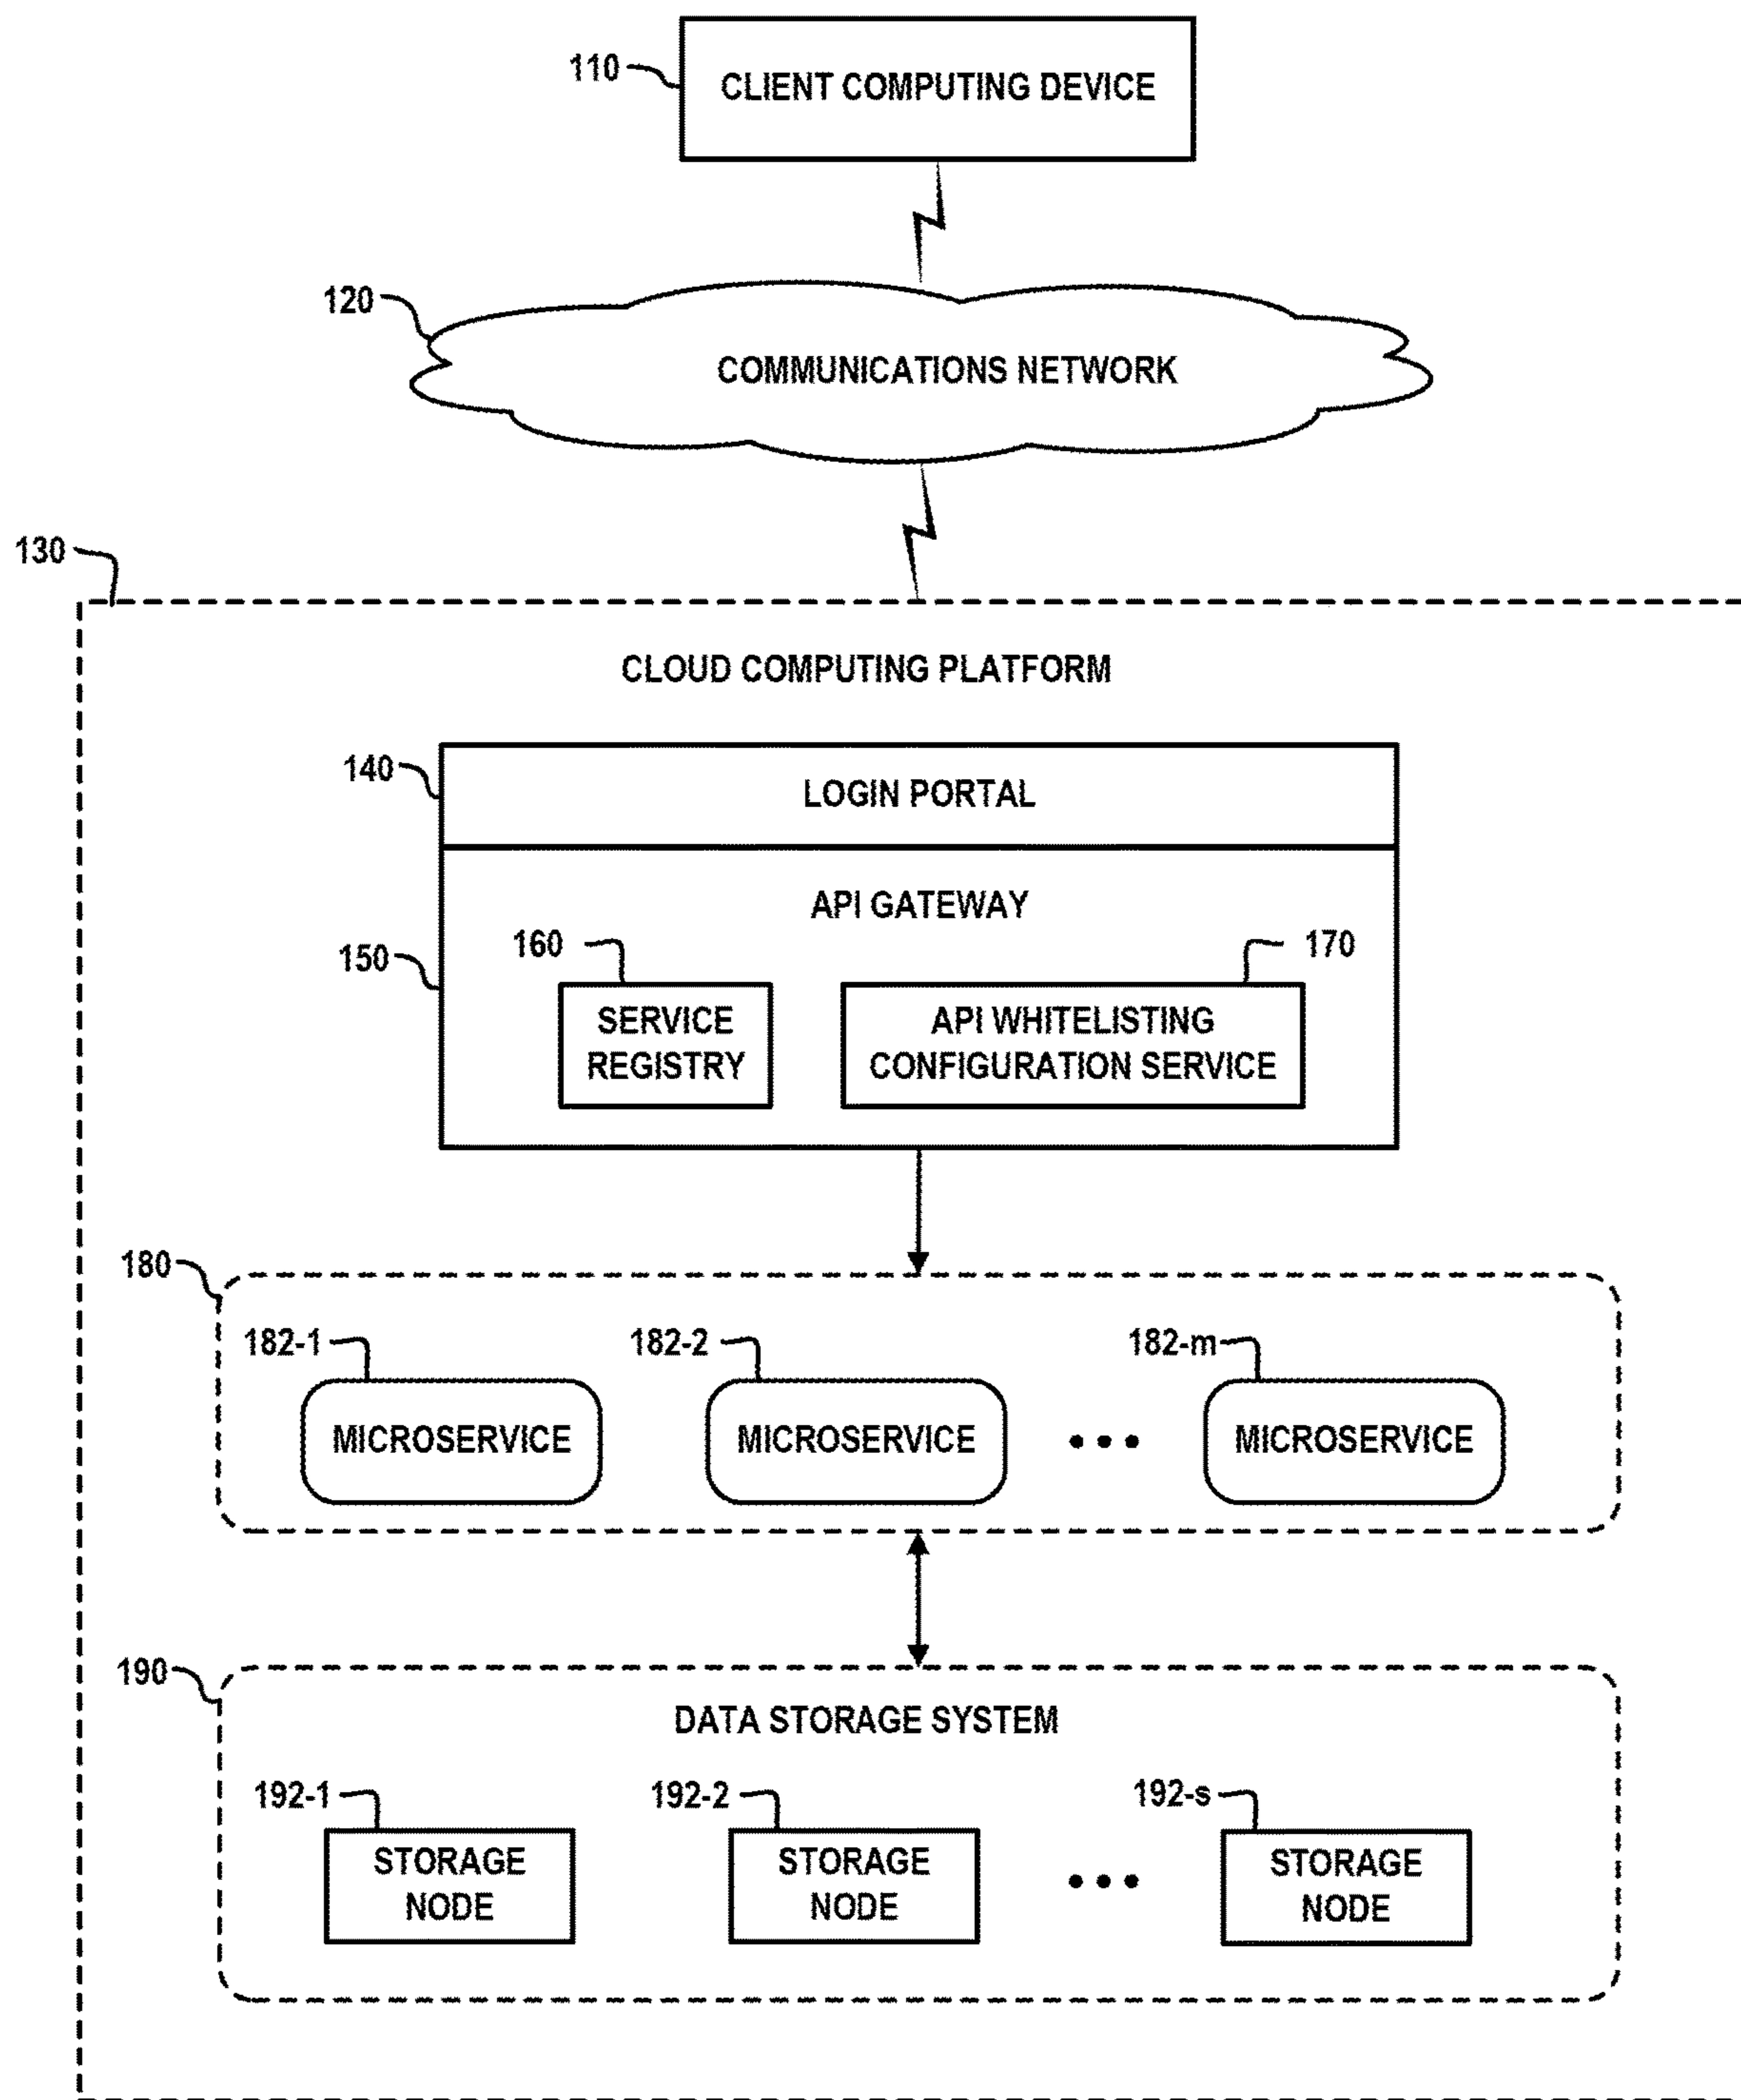 110
CLIENT COMPUTING DEVICE
120
COMMUNICATIONS NETWORK
130
CLOUD COMPUTING PLATFORM
140
LOGIN PORTAL
API GATEWAY
150
160
170
SERVICE
REGISTRY
API WHITELISTING
CONFIGURATION SERVICE
180
182-1
182-2
182-m
MICROSERVICE
MICROSERVICE
•••
MICROSERVICE
190
DATA STORAGE SYSTEM
192-1
192-2
192-s
STORAGE
NODE
STORAGE
NODE
•••
STORAGE
NODE